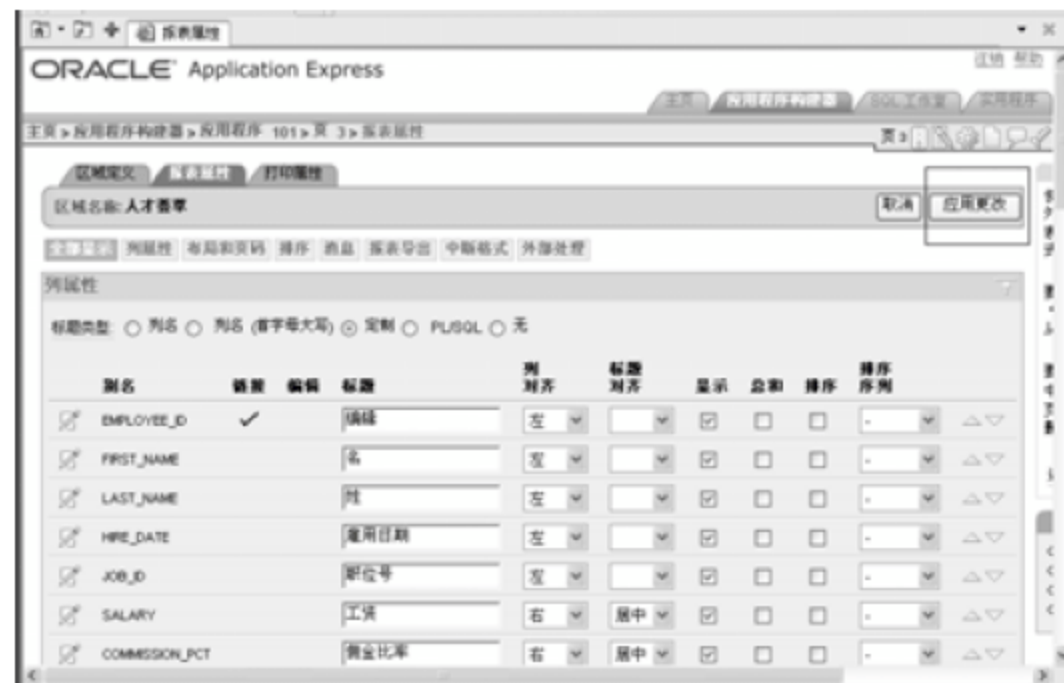 报表属性
ORACLE Application Express
注销 帮助
主页 应用程序构建器 SQL 工作室 实用程序
主页 > 应用程序构建器 > 应用程序 101 > 页 3 > 报表属性
页 3
区域定义 报表属性 打印属性
区域名称: 人才荟萃
取消 应用更改
全部显示 列属性 布局和页码 排序 消息 报表导出 中断格式 外部处理
列属性
标题类型: 列名 列名 (首字母大写) 定制 PL/SQL 无
别名 链接 编辑 标题 列对齐 标题对齐 显示 总和 排序 排序序列
EMPLOYEE_ID 编辑 左 -
FIRST_NAME 名 左 -
LAST_NAME 姓 左 -
HIRE_DATE 雇用日期 左 -
JOB_ID 职位号 左 -
SALARY 工资 右 居中 -
COMMISSION_PCT 佣金比率 右 居中 -